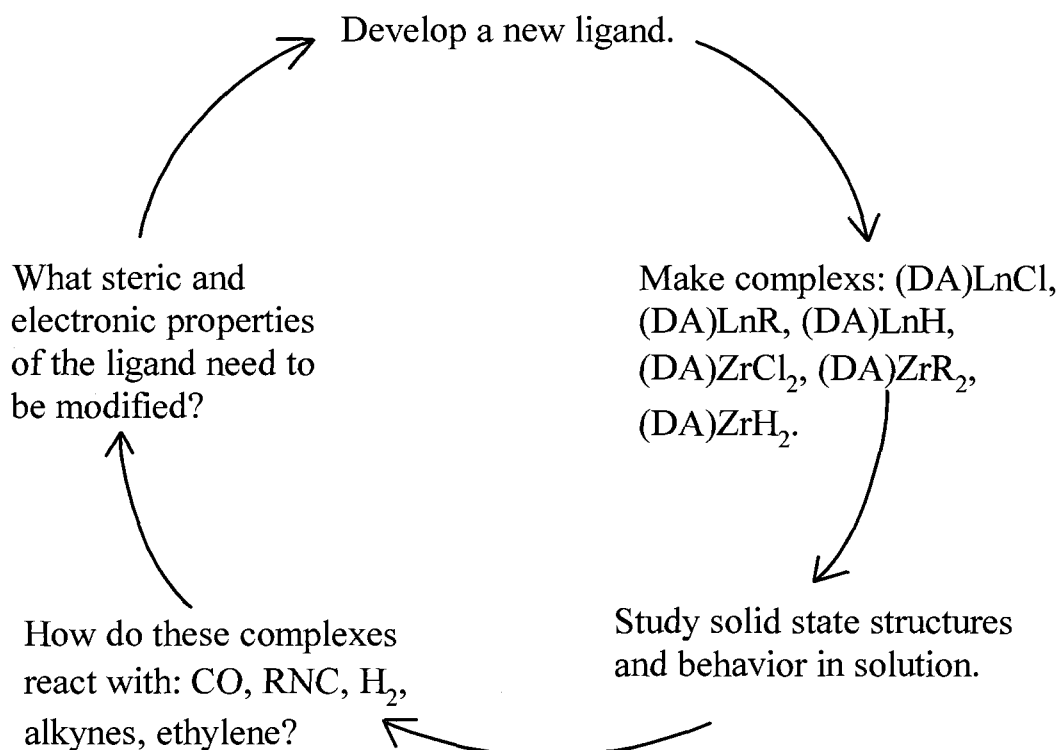 Develop a new ligand.
Make complexs: (DA)LnCl,
(DA)LnR, (DA)LnH,
(DA)ZrCl₂, (DA)ZrR₂,
(DA)ZrH₂.
Study solid state structures
and behavior in solution.
How do these complexes
react with: CO, RNC, H₂,
alkynes, ethylene?
What steric and
electronic properties
of the ligand need to
be modified?